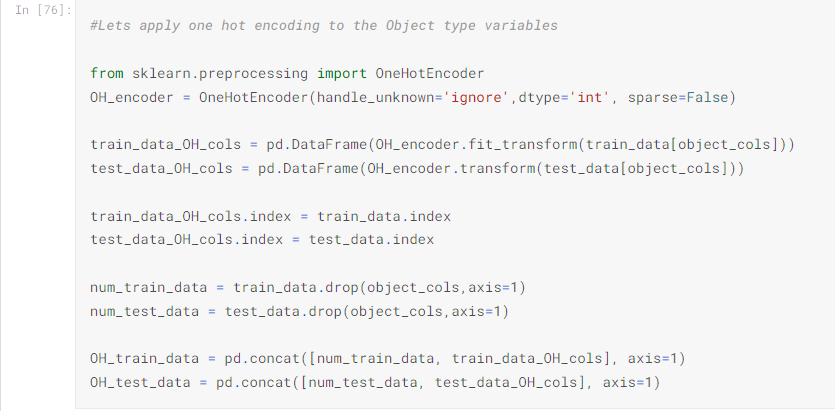 In [76]:
#Lets apply one hot encoding to the Object type variables
from sklearn.preprocessing import OneHotEncoder
OH_encoder = OneHotEncoder(handle_unknown='ignore',dtype='int', sparse=False)
train_data_OH_cols = pd.DataFrame(OH_encoder.fit_transform(train_data[object_cols]))
test_data_OH_cols = pd.DataFrame(OH_encoder.transform(test_data[object_cols]))
train_data_OH_cols.index = train_data.index
test_data_OH_cols.index = test_data.index
num_train_data = train_data.drop(object_cols,axis=1)
num_test_data = test_data.drop(object_cols,axis=1)
OH_train_data = pd.concat([num_train_data, train_data_OH_cols], axis=1)
OH_test_data = pd.concat([num_test_data, test_data_OH_cols], axis=1)